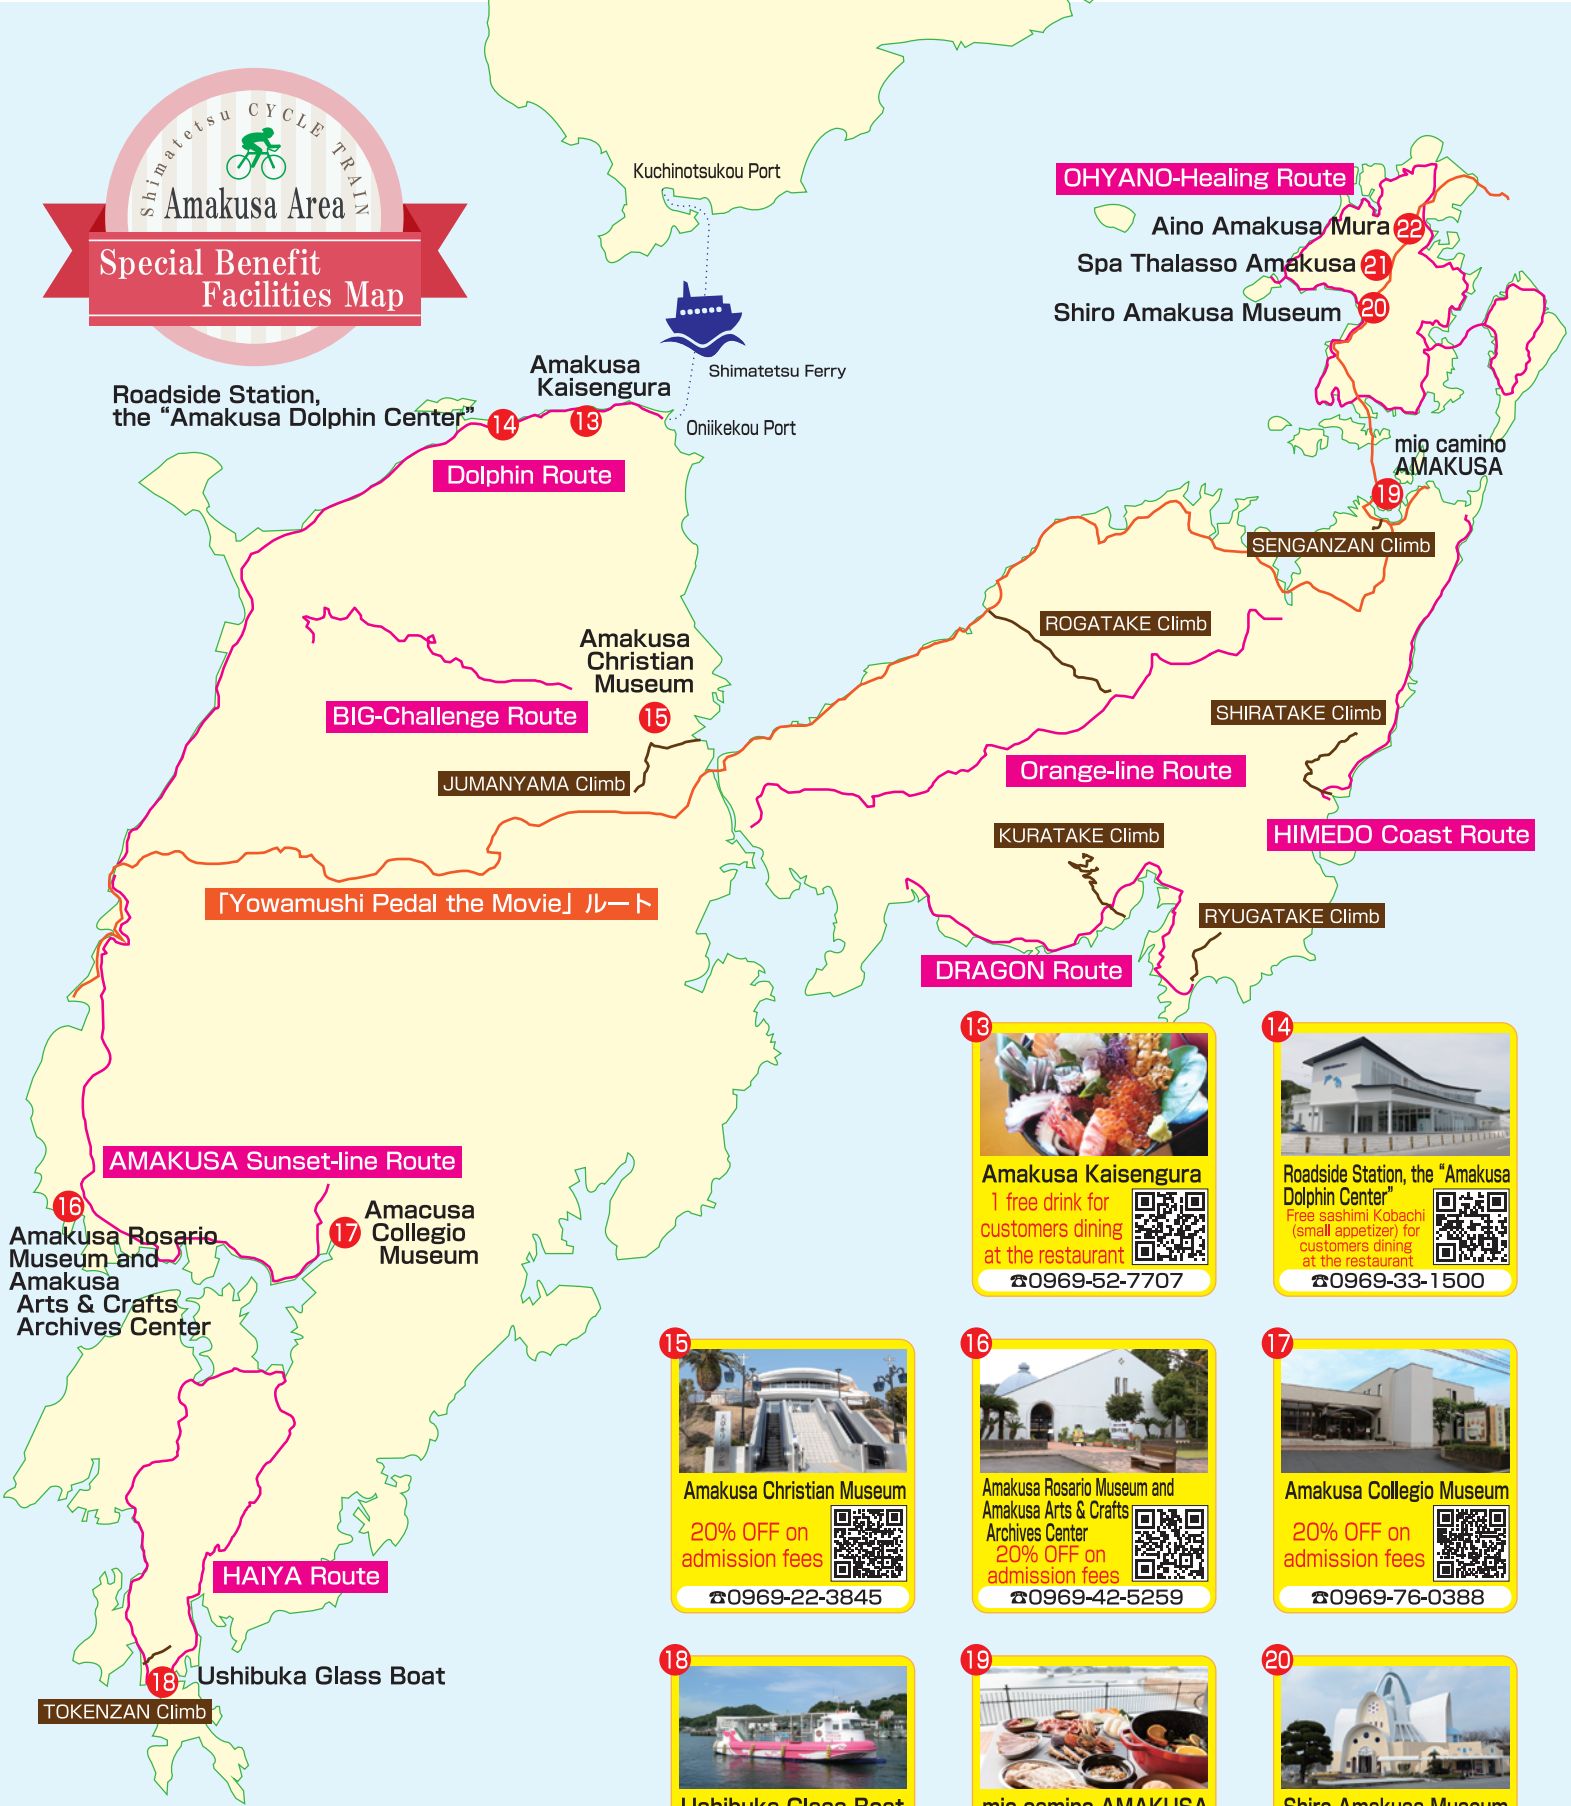 Shimatetsu CYCLE TRAIN
Amakusa Area
Special Benefit
Facilities Map
Kuchinotsukou Port
Shimatetsu Ferry
Oniikekou Port
OHYANO-Healing Route
Aino Amakusa Mura 22
Spa Thalasso Amakusa 21
Shiro Amakusa Museum 20
Amakusa
Kaisengura
13
Roadside Station,
the “Amakusa Dolphin Center”
14
Dolphin Route
mio camino
AMAKUSA
19
SENGANZAN Climb
ROGATAKE Climb
Amakusa
Christian
Museum
15
BIG-Challenge Route
SHIRATAKE Climb
JUMANYAMA Climb
Orange-line Route
KURATAKE Climb
HIMEDO Coast Route
「Yowamushi Pedal the Movie」ルート
RYUGATAKE Climb
DRAGON Route
AMAKUSA Sunset-line Route
16
Amakusa Rosario
Museum and
Amakusa
Arts & Crafts
Archives Center
17
Amacusa
Collegio
Museum
HAIYA Route
18
Ushibuka Glass Boat
TOKENZAN Climb
13
Amakusa Kaisengura
1 free drink for
customers dining
at the restaurant
☎0969-52-7707
14
Roadside Station, the “Amakusa
Dolphin Center”
Free sashimi Kobachi
(small appetizer) for
customers dining
at the restaurant
☎0969-33-1500
15
Amakusa Christian Museum
20% OFF on
admission fees
☎0969-22-3845
16
Amakusa Rosario Museum and
Amakusa Arts & Crafts
Archives Center
20% OFF on
admission fees
☎0969-42-5259
17
Amakusa Collegio Museum
20% OFF on
admission fees
☎0969-76-0388
18
Ushibuka Glass Boat
19
mio camino AMAKUSA
20
Shiro Amakusa Museum